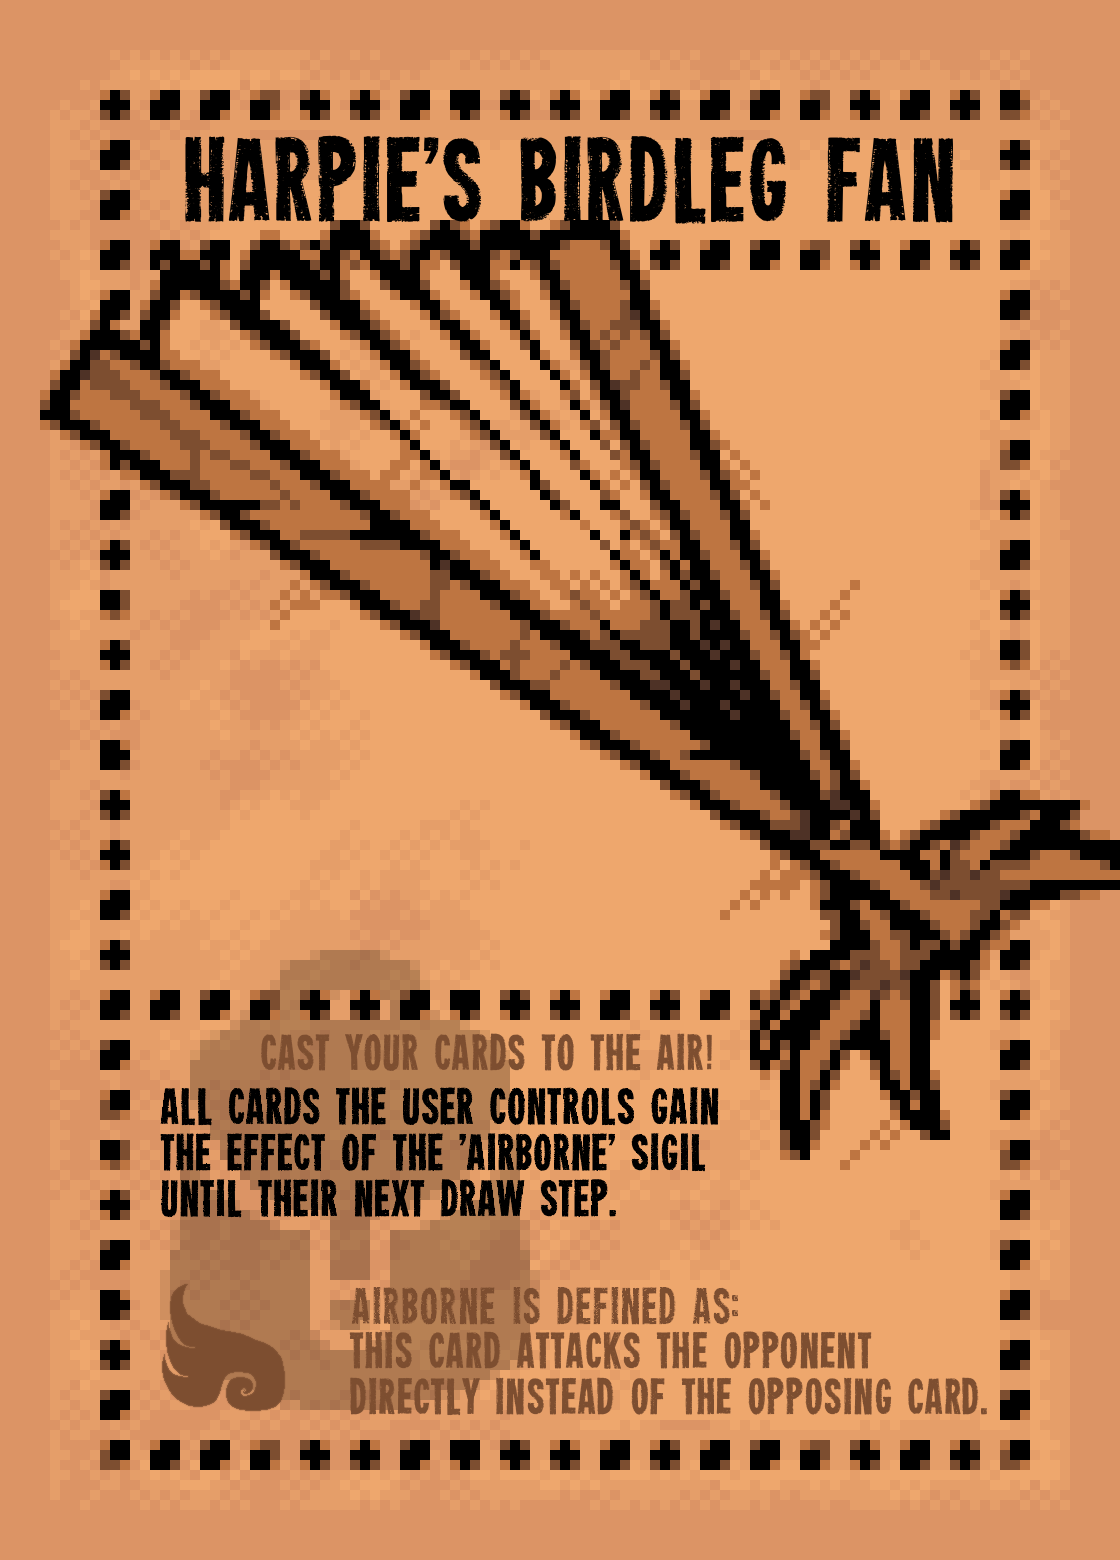 HARPIE'S BIRDLEG FAN
CAST YOUR CARDS TO THE AIR!
ALL CARDS THE USER CONTROLS GAIN
THE EFFECT OF THE 'AIRBORNE' SIGIL
UNTIL THEIR NEXT DRAW STEP.
AIRBORNE IS DEFINED AS:
THIS CARD ATTACKS THE OPPONENT
DIRECTLY INSTEAD OF THE OPPOSING CARD.